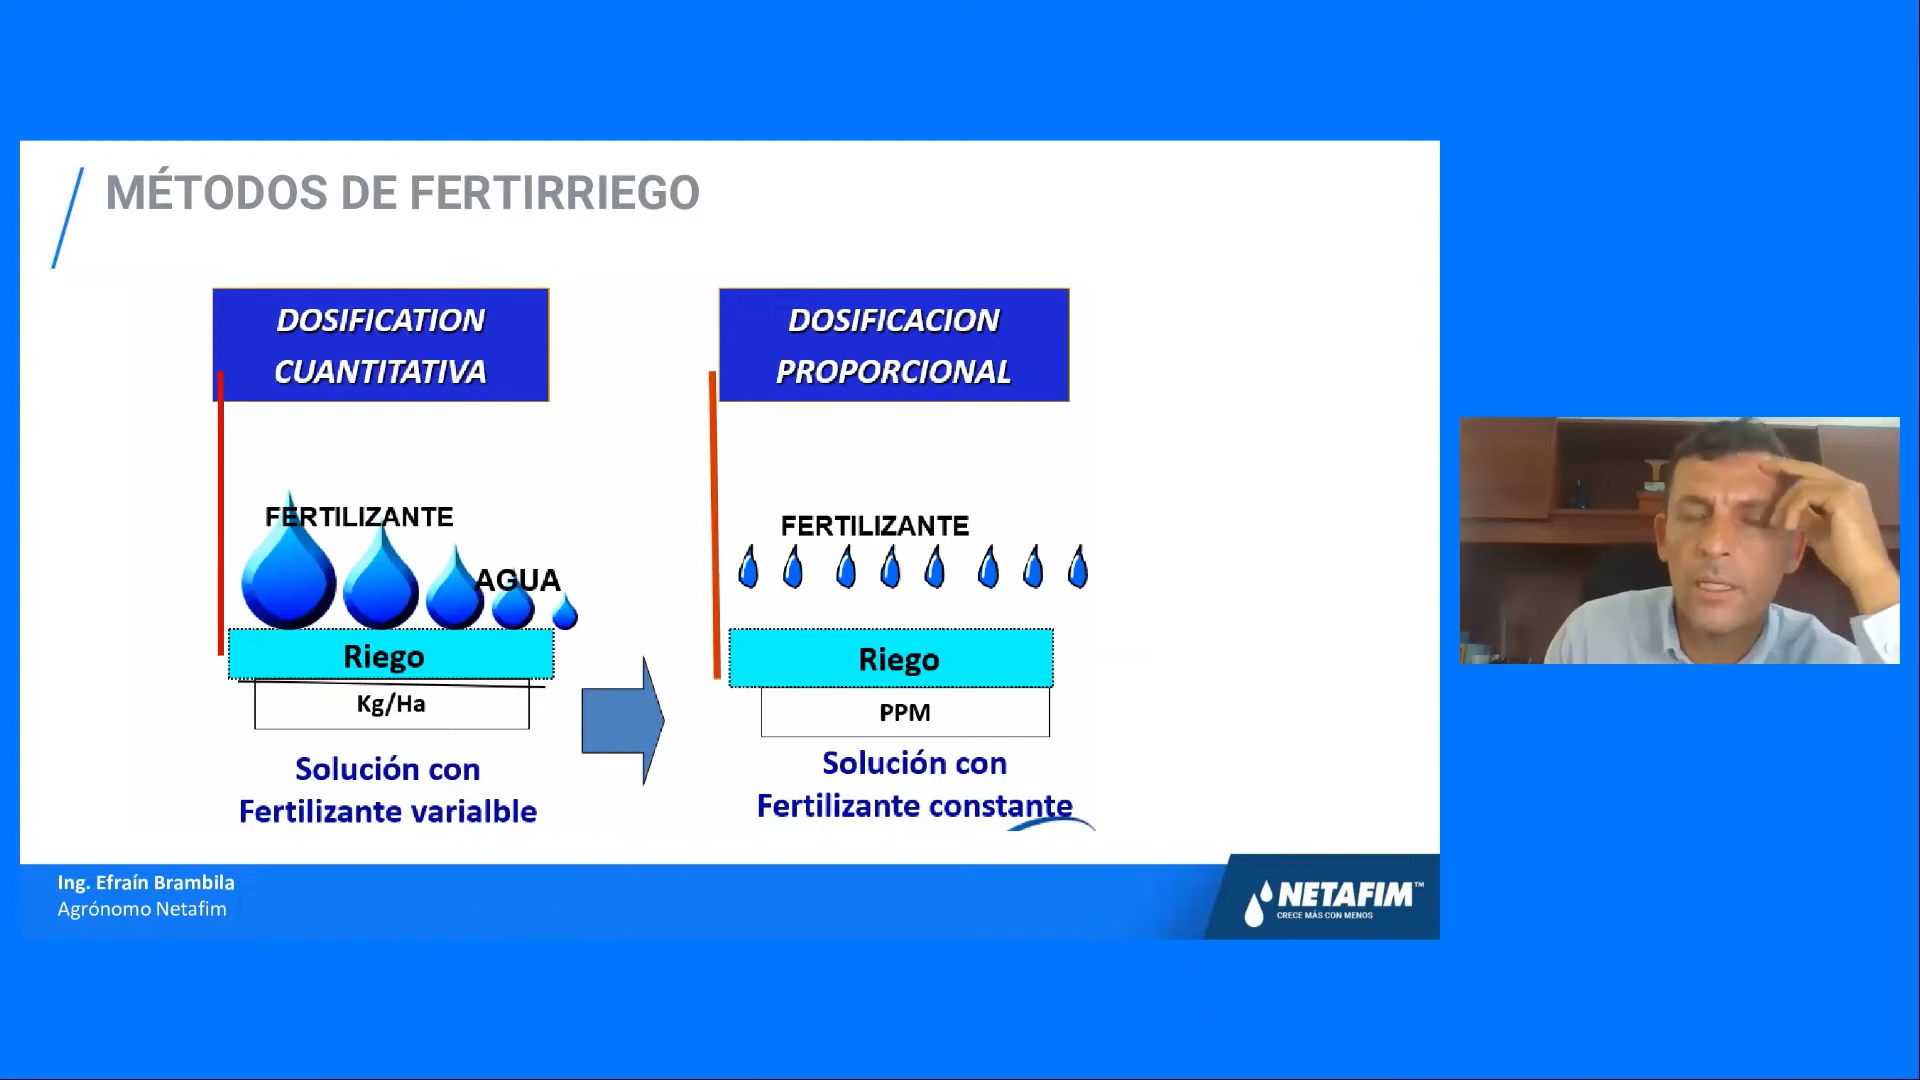 MÉTODOS DE FERTIRRIEGO
DOSIFICATION
CUANTITATIVA
FERTILIZANTE
AGUA
Riego
Kg/Ha
Solución con
Fertilizante varialble
DOSIFICACION
PROPORCIONAL
FERTILIZANTE
Riego
PPM
Solución con
Fertilizante constante
Ing. Efraín Brambila
Agrónomo Netafim
NETAFIM™
CRECE MÁS CON MENOS